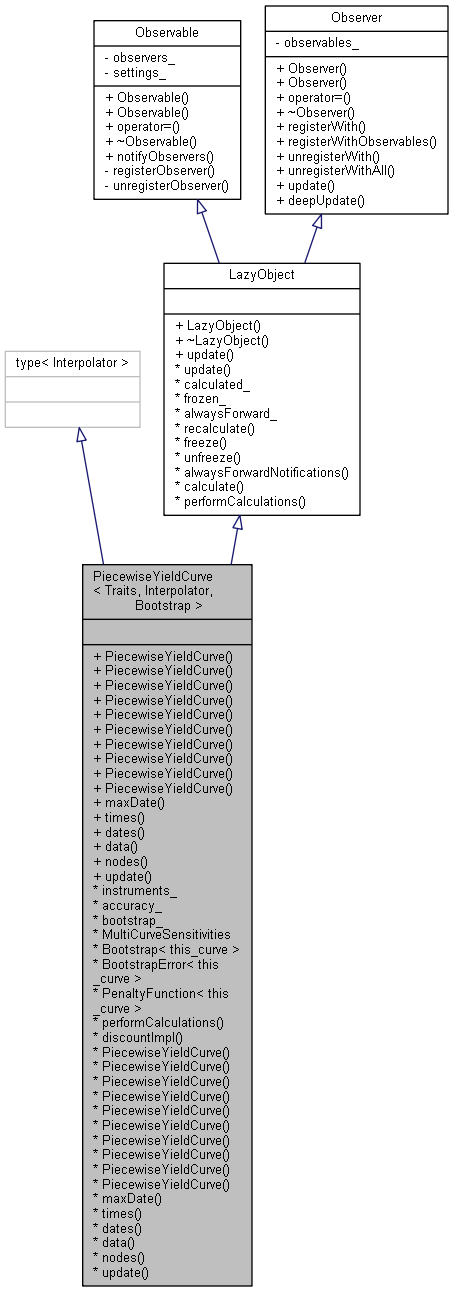 Observable
- observers_
- settings_
+ Observable()
+ Observable()
+ operator=()
+ ~Observable()
+ notifyObservers()
- registerObserver()
- unregisterObserver()
Observer
- observables_
+ Observer()
+ Observer()
+ operator=()
+ ~Observer()
+ registerWith()
+ registerWithObservables()
+ unregisterWith()
+ unregisterWithAll()
+ update()
+ deepUpdate()
LazyObject
+ LazyObject()
+ ~LazyObject()
+ update()
* update()
* calculated_
* frozen_
* alwaysForward_
* recalculate()
* freeze()
* unfreeze()
* alwaysForwardNotifications()
* calculate()
* performCalculations()
type< Interpolator >
PiecewiseYieldCurve
< Traits, Interpolator,
Bootstrap >
+ PiecewiseYieldCurve()
+ PiecewiseYieldCurve()
+ PiecewiseYieldCurve()
+ PiecewiseYieldCurve()
+ PiecewiseYieldCurve()
+ PiecewiseYieldCurve()
+ PiecewiseYieldCurve()
+ PiecewiseYieldCurve()
+ PiecewiseYieldCurve()
+ PiecewiseYieldCurve()
+ maxDate()
+ times()
+ dates()
+ data()
+ nodes()
+ update()
* instruments_
* accuracy_
* bootstrap_
* MultiCurveSensitivities
* Bootstrap< this_curve >
* BootstrapError< this
_curve >
* PenaltyFunction< this
_curve >
* performCalculations()
* discountImpl()
* PiecewiseYieldCurve()
* PiecewiseYieldCurve()
* PiecewiseYieldCurve()
* PiecewiseYieldCurve()
* PiecewiseYieldCurve()
* PiecewiseYieldCurve()
* PiecewiseYieldCurve()
* PiecewiseYieldCurve()
* PiecewiseYieldCurve()
* PiecewiseYieldCurve()
* maxDate()
* times()
* dates()
* data()
* nodes()
* update()